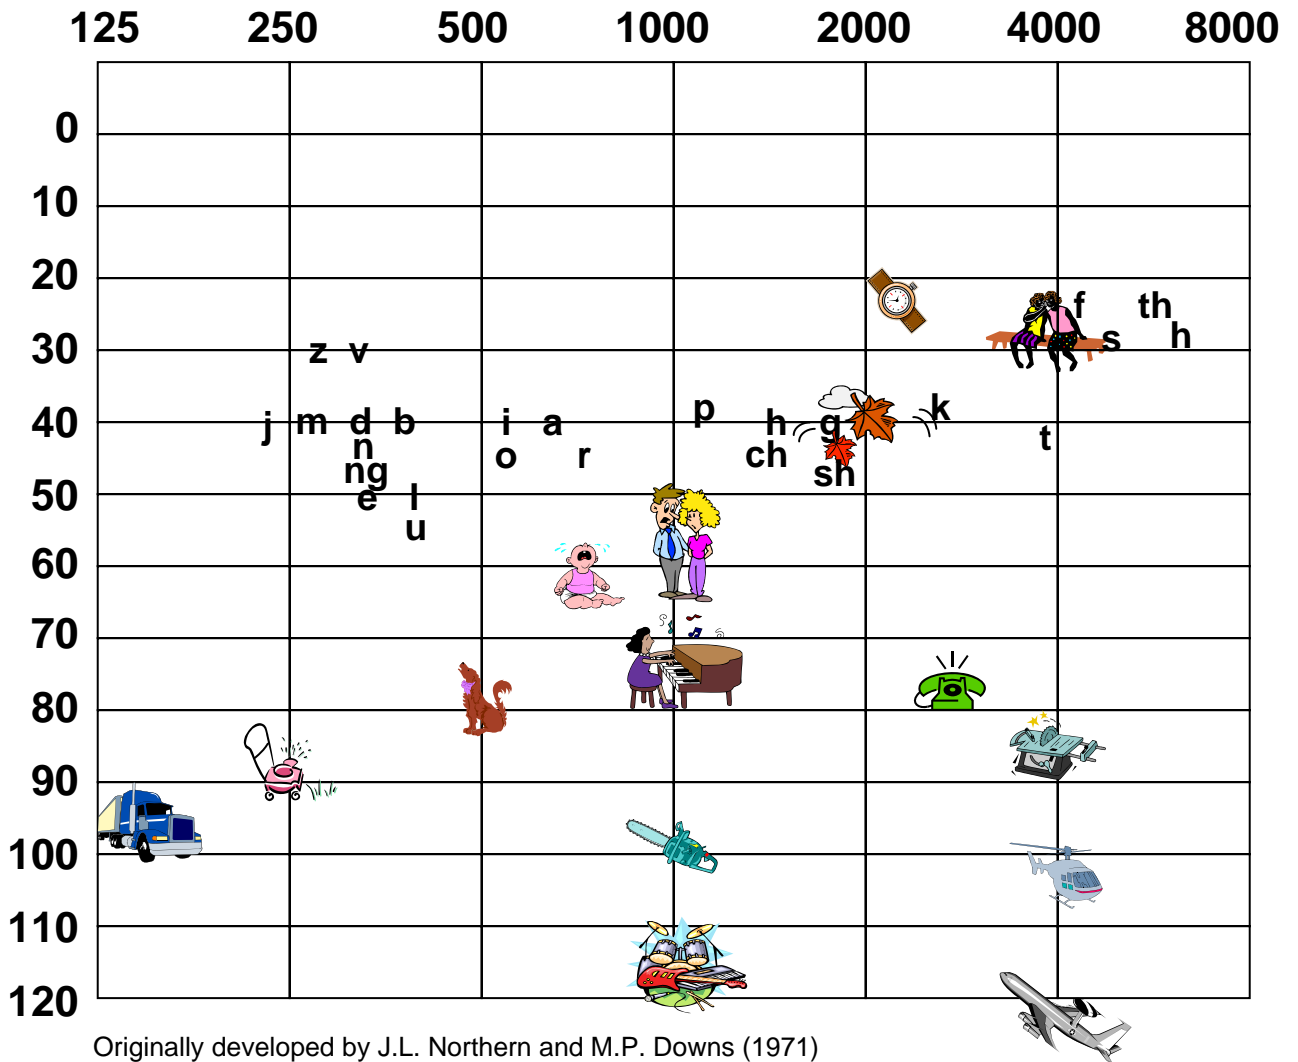 125 250 500 1000 2000 4000 8000
0
10
20
f th
s h
30
z v
p k
j m d b i a h g
40
n t
o r ch
ng sh
50
e l
u
60
70
80
90
100
110
120
Originally developed by J.L. Northern and M.P. Downs (1971)